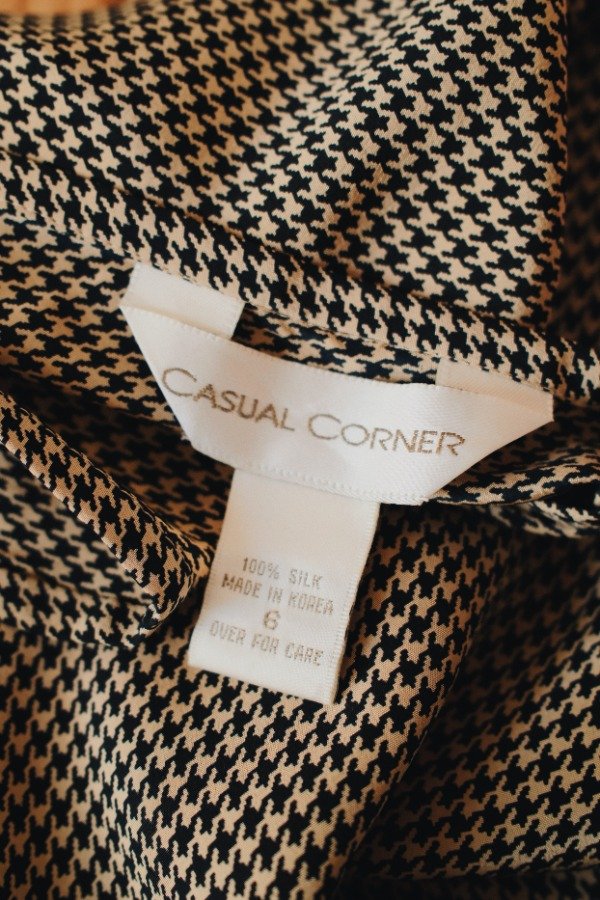 CASUAL CORNER
100% SILK
MADE IN KOREA
6
OVER FOR CARE